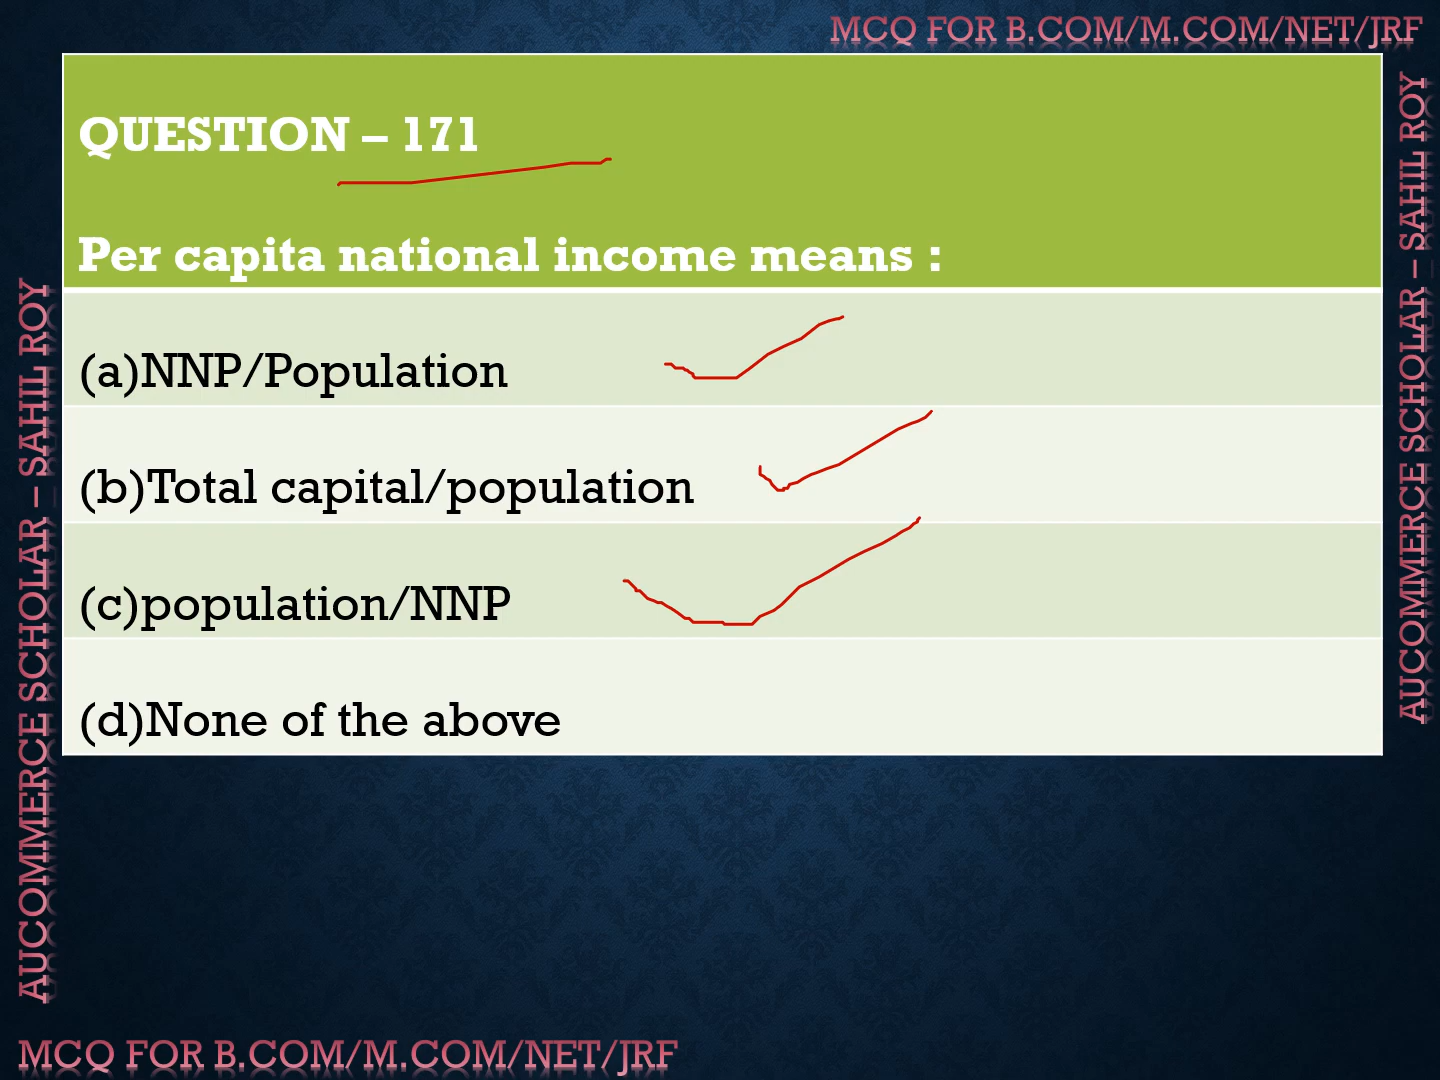 MCQ FOR B.COM/M.COM/NET/JRF
QUESTION – 171
Per capita national income means :
(a)NNP/Population
(b)Total capital/population
(c)population/NNP
(d)None of the above
AUCOMMERCE SCHOLAR – SAHIL ROY
AUCOMMERCE SCHOLAR – SAHIL ROY
MCQ FOR B.COM/M.COM/NET/JRF